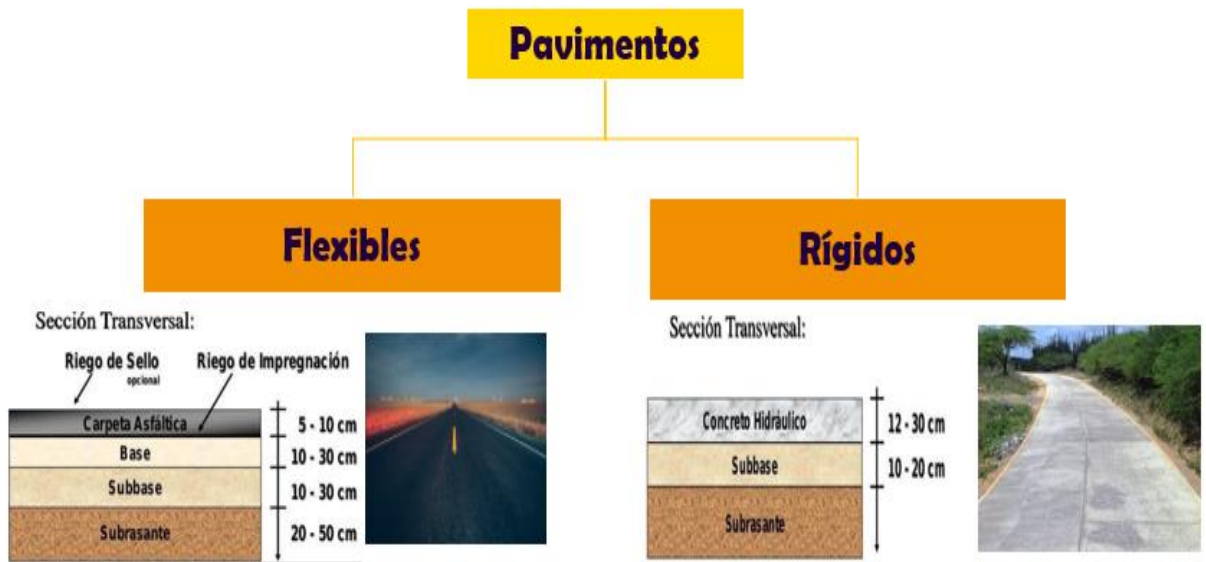 Pavimentos
Flexibles
Sección Transversal:
Riego de Sello
opcional
Riego de Impregnación
Carpeta Asfáltica
5 - 10 cm
Base
10 - 30 cm
Subbase
10 - 30 cm
Subrasante
20 - 50 cm
Rígidos
Sección Transversal:
Concreto Hidráulico
12 - 30 cm
Subbase
10 - 20 cm
Subrasante